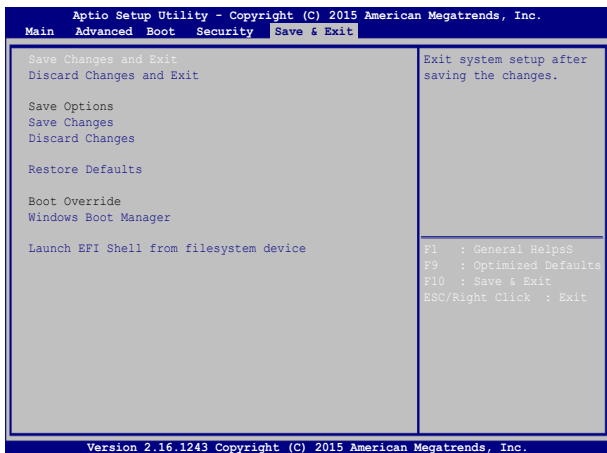 Aptio Setup Utility - Copyright (C) 2015 American Megatrends, Inc.
Main Advanced Boot Security Save & Exit
Save Changes and Exit
Discard Changes and Exit
Save Options
Save Changes
Discard Changes
Restore Defaults
Boot Override
Windows Boot Manager
Launch EFI Shell from filesystem device
Exit system setup after
saving the changes.
F1 : General HelpsS
F9 : Optimized Defaults
F10 : Save & Exit
ESC/Right Click : Exit
Version 2.16.1243 Copyright (C) 2015 American Megatrends, Inc.